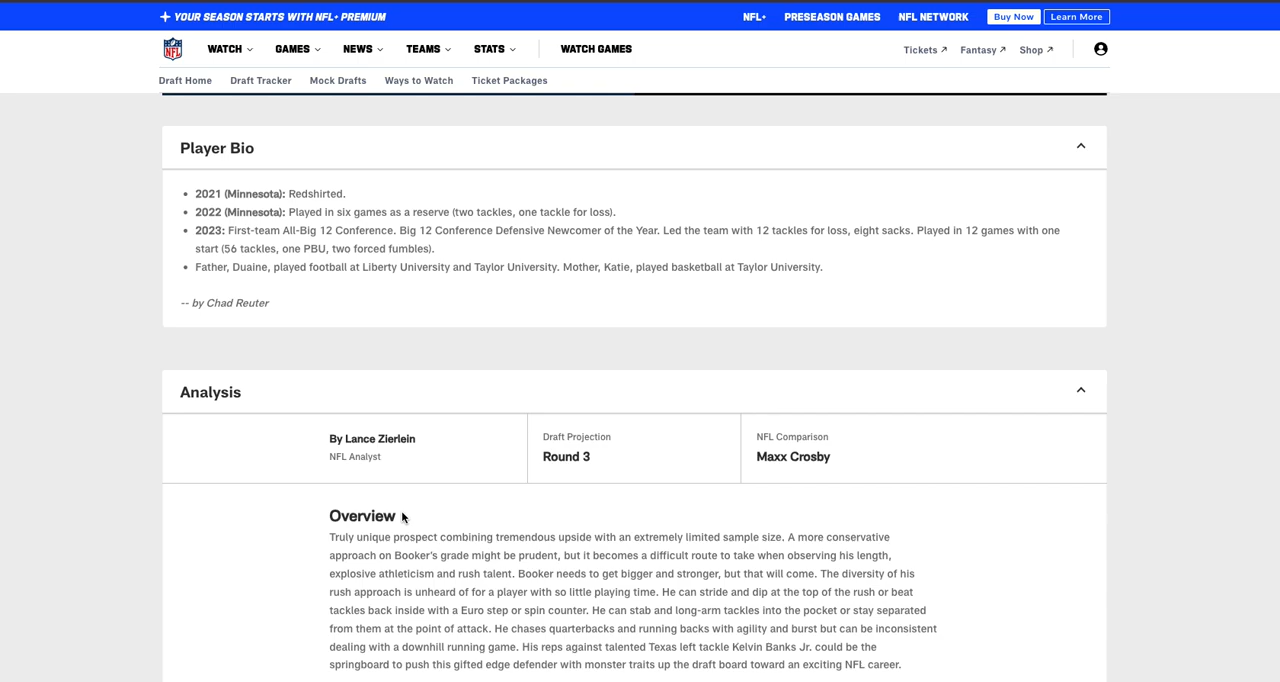 YOUR SEASON STARTS WITH NFL+ PREMIUM
NFL+ PRESEASON GAMES NFL NETWORK Buy Now Learn More
NFL WATCH GAMES NEWS TEAMS STATS WATCH GAMES Tickets Fantasy Shop
Draft Home Draft Tracker Mock Drafts Ways to Watch Ticket Packages
Player Bio
2021 (Minnesota): Redshirted.
2022 (Minnesota): Played in six games as a reserve (two tackles, one tackle for loss).
2023: First-team All-Big 12 Conference. Big 12 Conference Defensive Newcomer of the Year. Led the team with 12 tackles for loss, eight sacks. Played in 12 games with one
start (56 tackles, one PBU, two forced fumbles).
Father, Duaine, played football at Liberty University and Taylor University. Mother, Katie, played basketball at Taylor University.
-- by Chad Reuter
Analysis
By Lance Zierlein
NFL Analyst
Draft Projection
Round 3
NFL Comparison
Maxx Crosby
Overview
Truly unique prospect combining tremendous upside with an extremely limited sample size. A more conservative
approach on Booker's grade might be prudent, but it becomes a difficult route to take when observing his length,
explosive athleticism and rush talent. Booker needs to get bigger and stronger, but that will come. The diversity of his
rush approach is unheard of for a player with so little playing time. He can stride and dip at the top of the rush or beat
tackles back inside with a Euro step or spin counter. He can stab and long-arm tackles into the pocket or stay separated
from them at the point of attack. He chases quarterbacks and running backs with agility and burst but can be inconsistent
dealing with a downhill running game. His reps against talented Texas left tackle Kelvin Banks Jr. could be the
springboard to push this gifted edge defender with monster traits up the draft board toward an exciting NFL career.